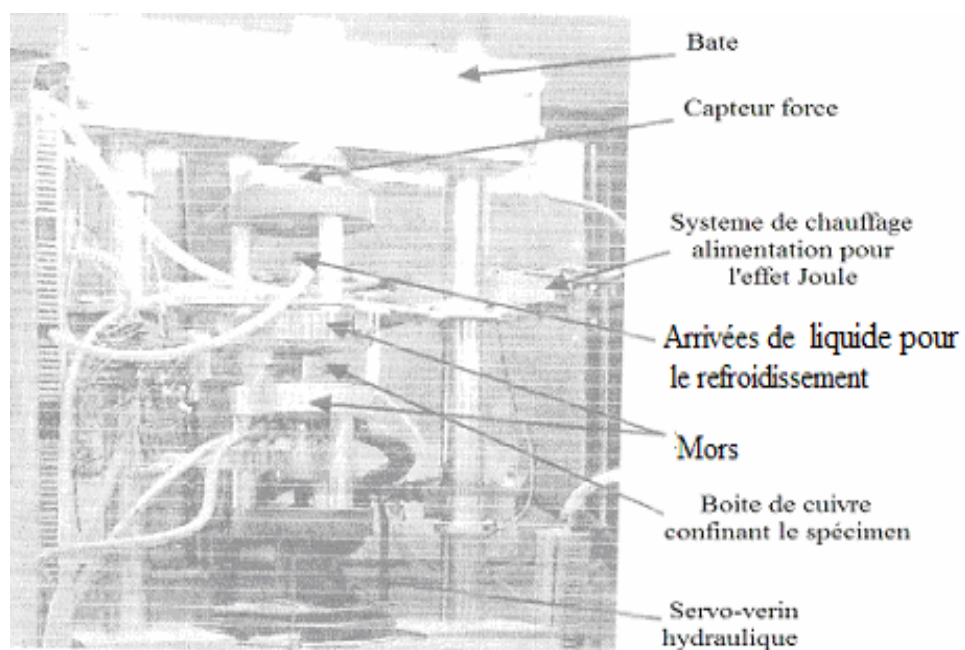 Bate
Capteur force
Systeme de chauffage
alimentation pour
l'effet Joule
Arrivées de liquide pour
le refroidissement
Mors
Boite de cuivre
confinant le spécimen
Servo-verin
hydraulique